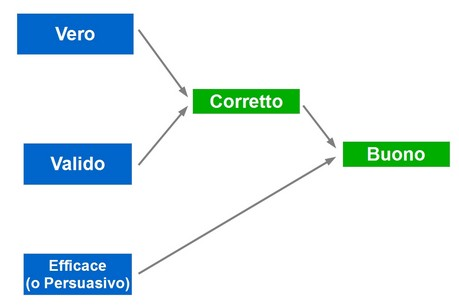 Vero
Corretto
Valido
Buono
Efficace
(o Persuasivo)